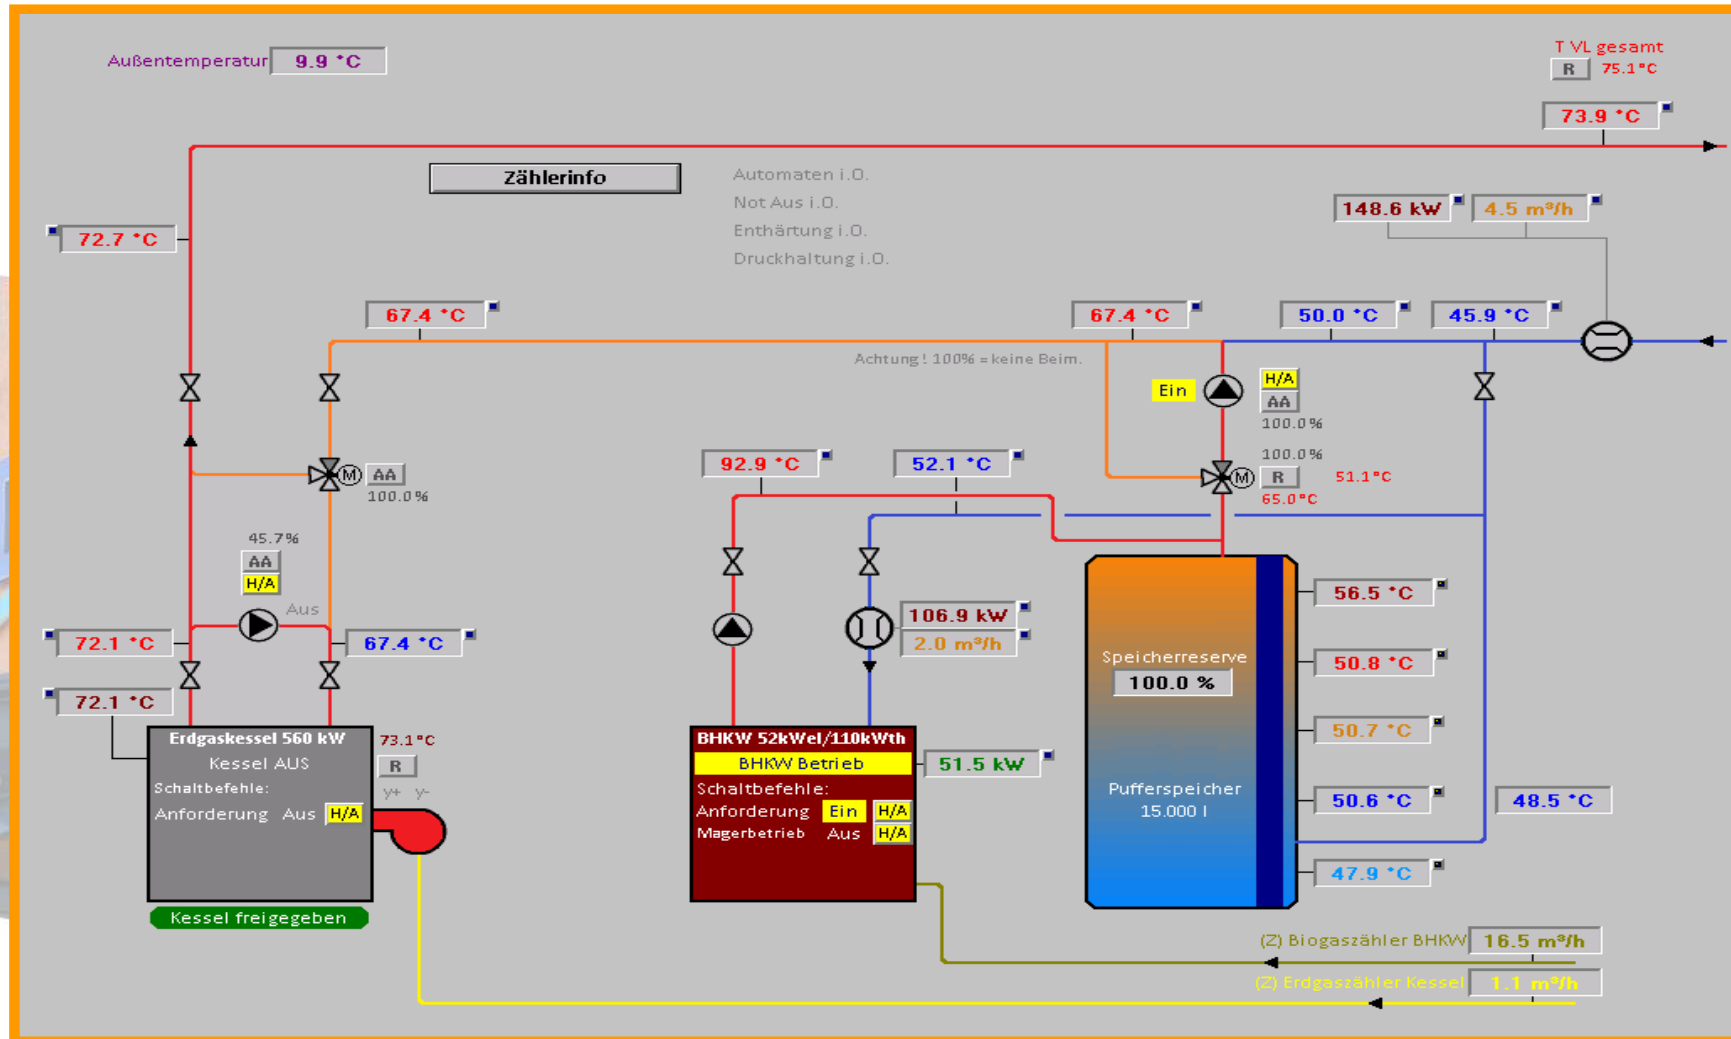 Außentemperatur 9.9 °C
T VL gesamt
R 75.1°C
73.9 °C
Zählerinfo
Automaten i.O.
Not Aus i.O.
Enthärtung i.O.
Druckhaltung i.O.
148.6 kW 4.5 m³/h
72.7 °C
67.4 °C 67.4 °C 50.0 °C 45.9 °C
Achtung! 100% = keine Beim.
Ein H/A
AA
100.0%
100.0%
92.9 °C 52.1 °C M R 51.1°C
65.0°C
M AA
100.0%
45.7%
AA
H/A
Aus
56.5 °C
106.9 kW
2.0 m³/h
72.1 °C 67.4 °C
Speicherreserve 50.8 °C
100.0 %
72.1 °C
50.7 °C
Erdgaskessel 560 kW 73.1°C
Kessel AUS R
Schaltbefehle: y+ y-
Anforderung Aus H/A
BHKW 52kWel/110kWth
BHKW Betrieb 51.5 kW
Schaltbefehle:
Anforderung Ein H/A
Magerbetrieb Aus H/A
Pufferspeicher 50.6 °C 48.5 °C
15.000 l
47.9 °C
Kessel freigegeben
(Z) Biogaszähler BHKW 16.5 m³/h
(Z) Erdgaszähler Kessel 1.1 m³/h